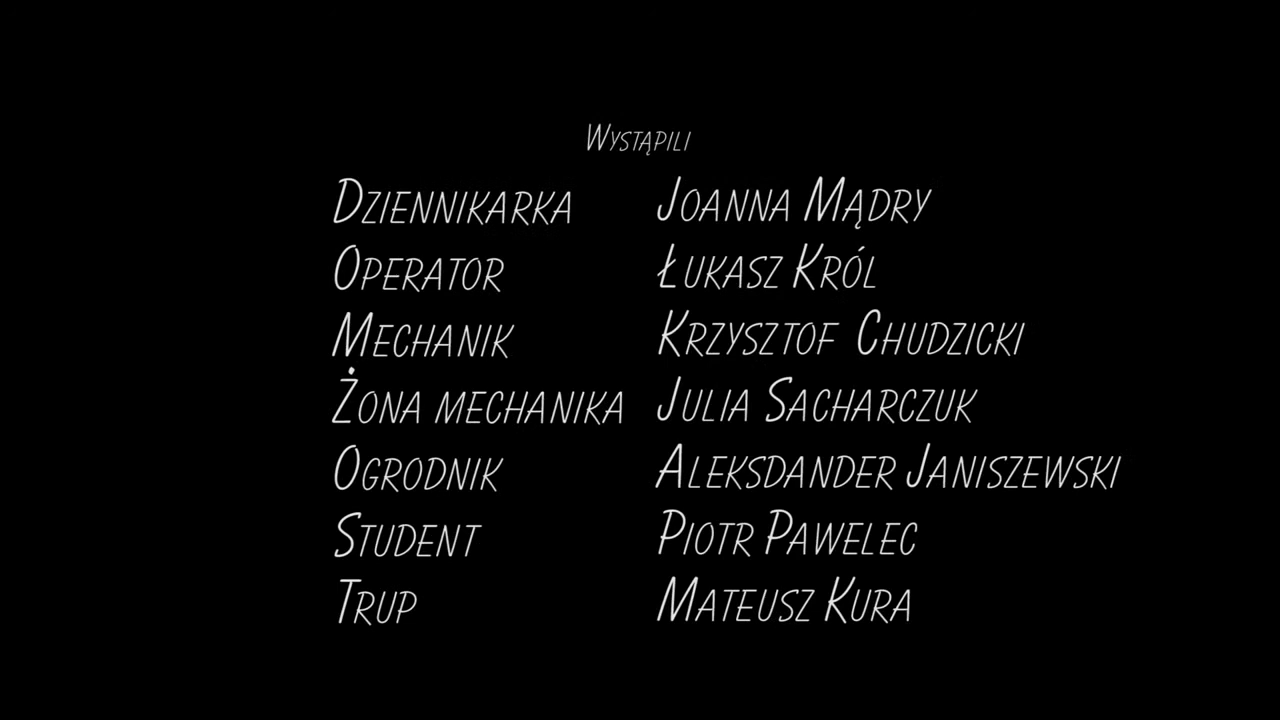 Wystąpili
Dziennikarka Joanna Mądry
Operator Łukasz Król
Mechanik Krzysztof Chudzicki
Żona mechanika Julia Sacharczuk
Ogrodnik Aleksdander Janiszewski
Student Piotr Pawelec
Trup Mateusz Kura